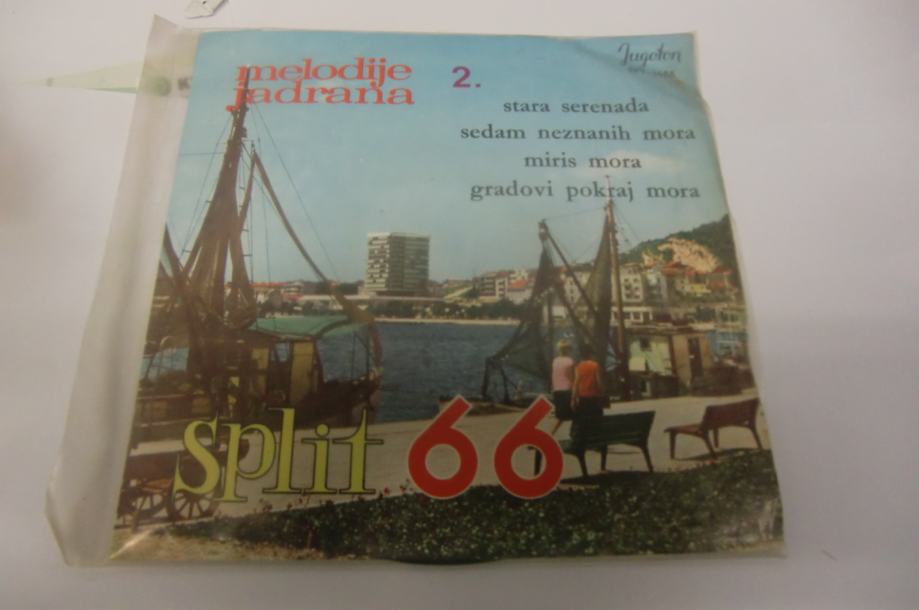 melodije
jadrana
2.
Jugoton
stara serenada
sedam neznanih mora
miris mora
gradovi pokraj mora
split 66